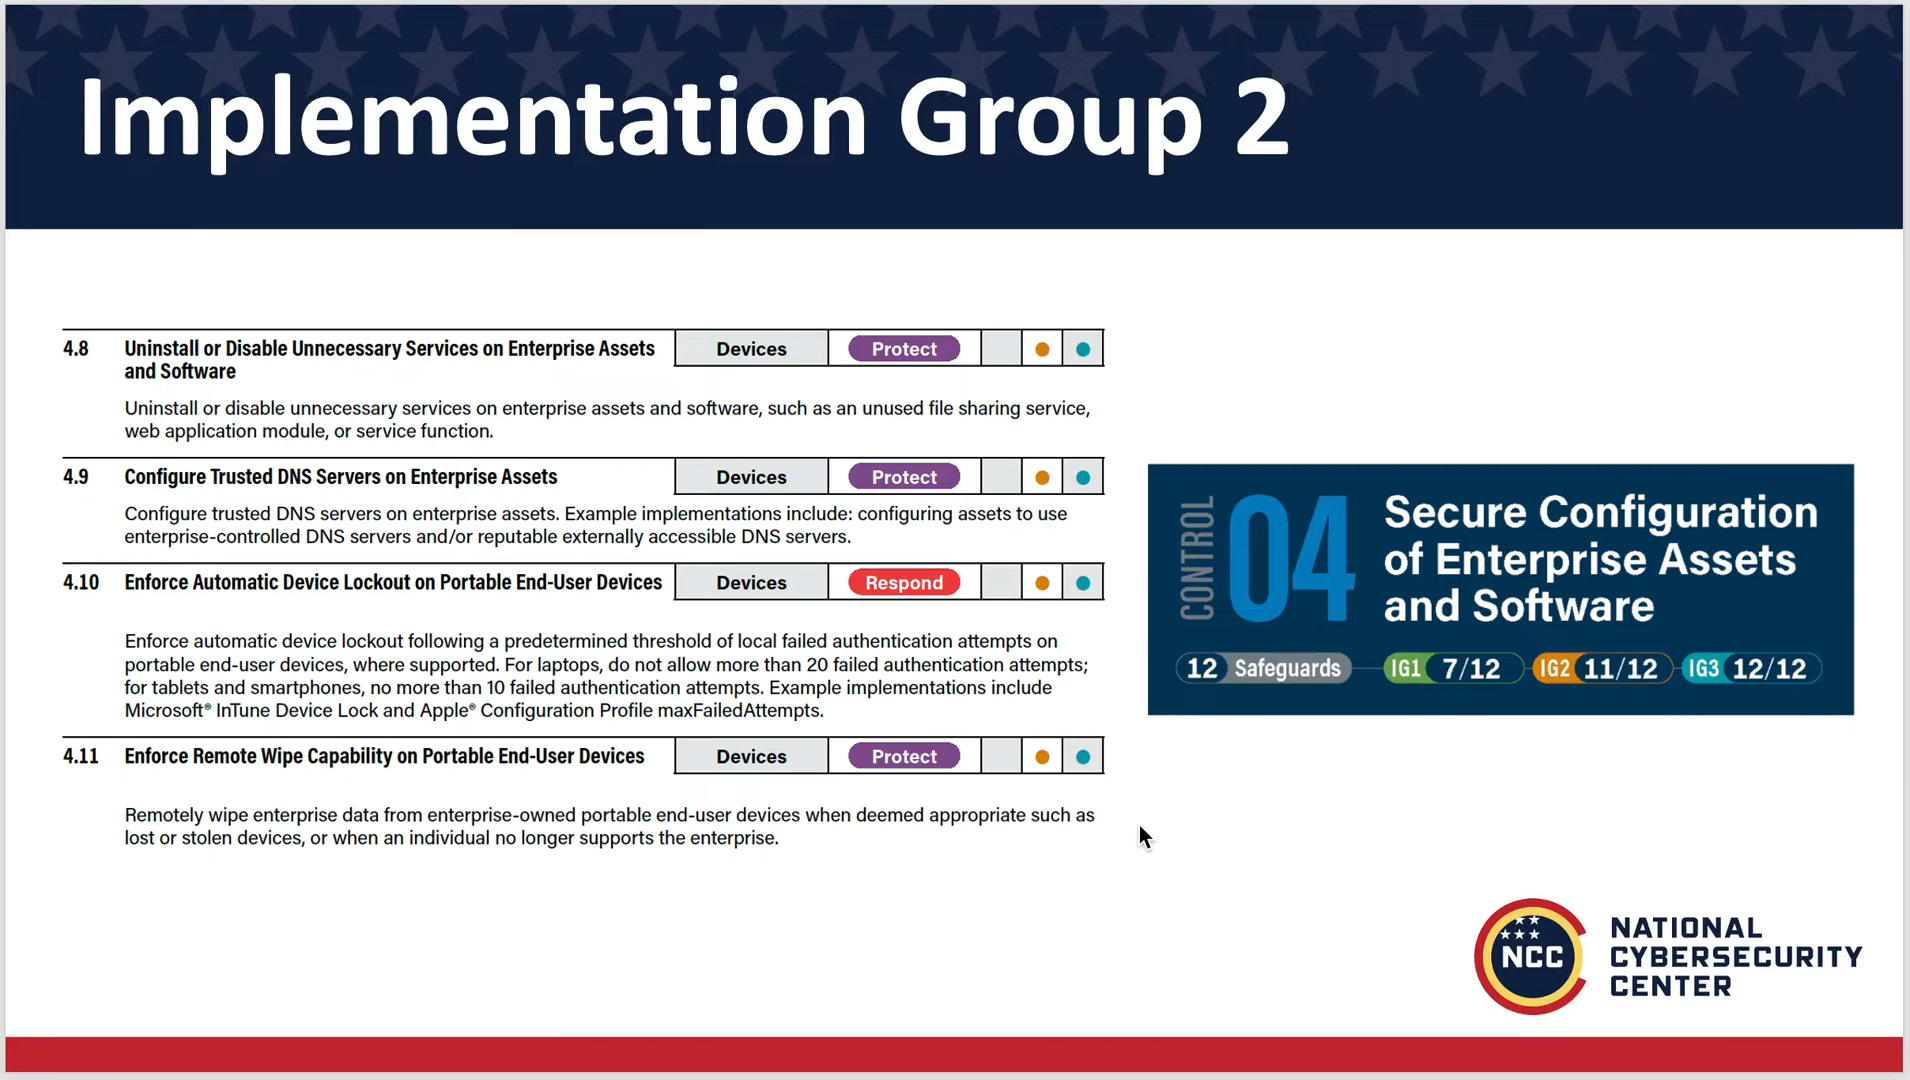 Implementation Group 2
4.8 Uninstall or Disable Unnecessary Services on Enterprise Assets Devices Protect
and Software
Uninstall or disable unnecessary services on enterprise assets and software, such as an unused file sharing service,
web application module, or service function.
4.9 Configure Trusted DNS Servers on Enterprise Assets Devices Protect
Configure trusted DNS servers on enterprise assets. Example implementations include: configuring assets to use
enterprise-controlled DNS servers and/or reputable externally accessible DNS servers.
4.10 Enforce Automatic Device Lockout on Portable End-User Devices Devices Respond
Enforce automatic device lockout following a predetermined threshold of local failed authentication attempts on
portable end-user devices, where supported. For laptops, do not allow more than 20 failed authentication attempts;
for tablets and smartphones, no more than 10 failed authentication attempts. Example implementations include
Microsoft® InTune Device Lock and Apple® Configuration Profile maxFailedAttempts.
4.11 Enforce Remote Wipe Capability on Portable End-User Devices Devices Protect
Remotely wipe enterprise data from enterprise-owned portable end-user devices when deemed appropriate such as
lost or stolen devices, or when an individual no longer supports the enterprise.
CONTROL 04
Secure Configuration
of Enterprise Assets
and Software
12 Safeguards IG1 7/12 IG2 11/12 IG3 12/12
NCC
NATIONAL
CYBERSECURITY
CENTER